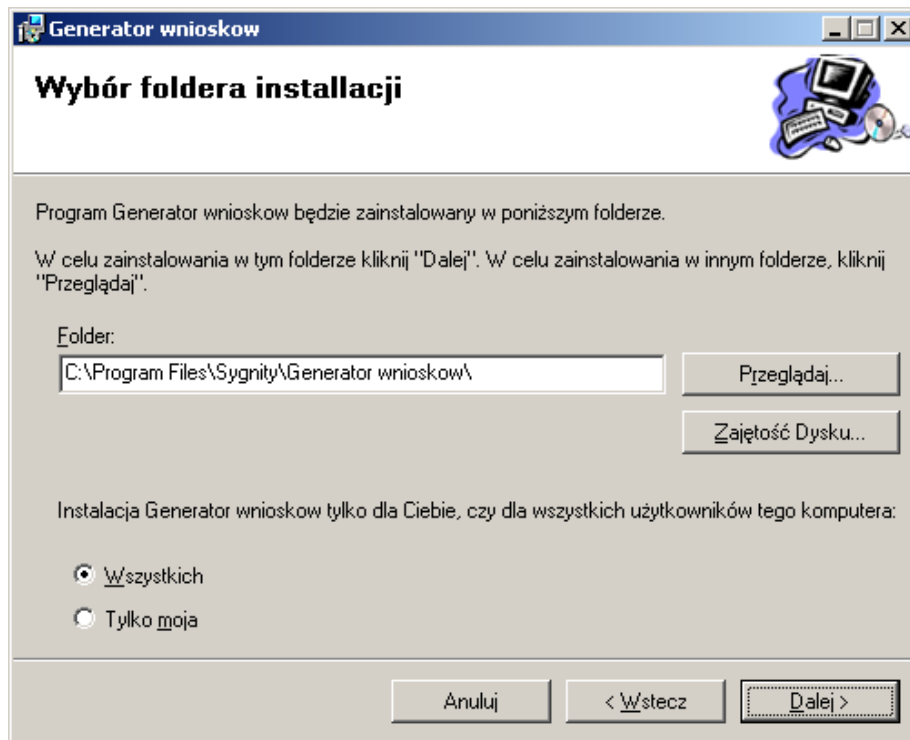 Generator wnioskow
Wybór foldera installacji
Program Generator wnioskow będzie zainstalowany w poniższym folderze.
W celu zainstalowania w tym folderze kliknij "Dalej". W celu zainstalowania w innym folderze, kliknij
"Przeglądaj".
Folder:
C:\Program Files\Sygnity\Generator wnioskow\
Przeglądaj...
Zajętość Dysku...
Instalacja Generator wnioskow tylko dla Ciebie, czy dla wszystkich użytkowników tego komputera:
Wszystkich
Tylko moja
Anuluj
< Wstecz
Dalej >